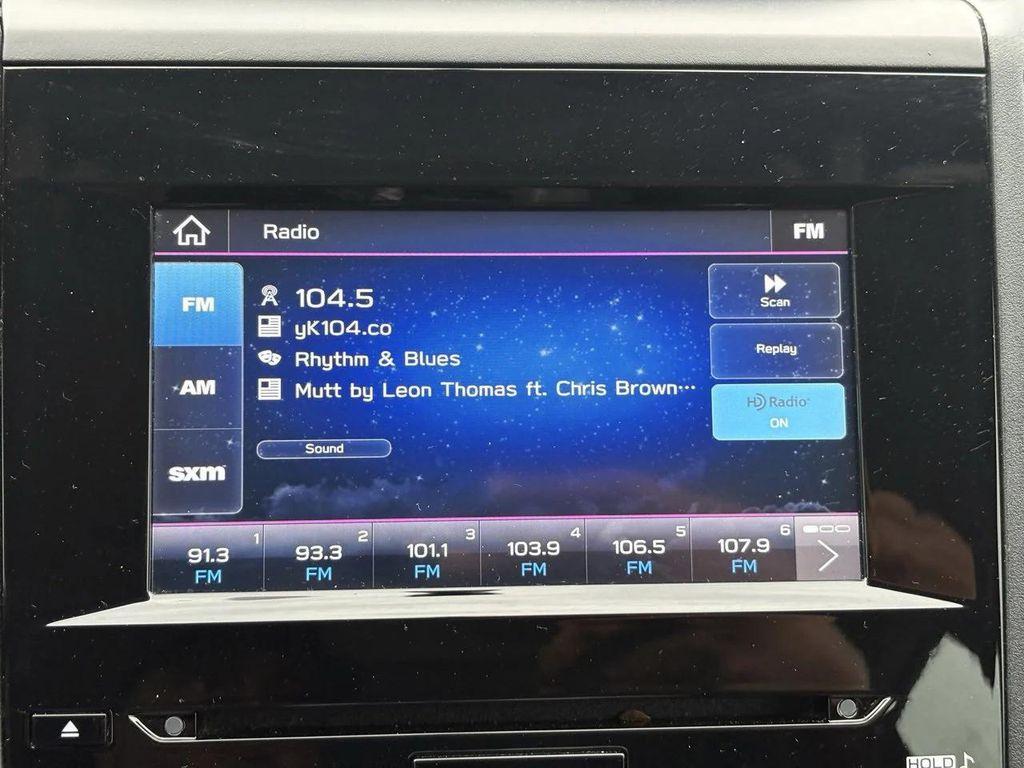 Radio
FM
FM
104.5
Scan
yK104.co
Replay
Rhythm & Blues
AM
Mutt by Leon Thomas ft. Chris Brown···
HD Radio
ON
Sound
sxm
1
2
3
4
5
6
91.3
93.3
101.1
103.9
106.5
107.9
FM
FM
FM
FM
FM
FM
HOLD